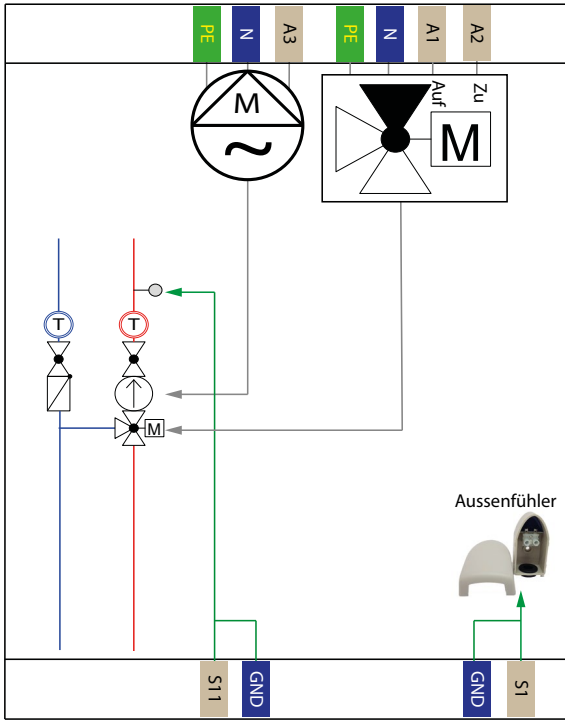 PE
N
A3
PE
N
A1
A2
M
~
Auf
Zu
M
T
T
M
Aussenfühler
S11
GND
GND
S1